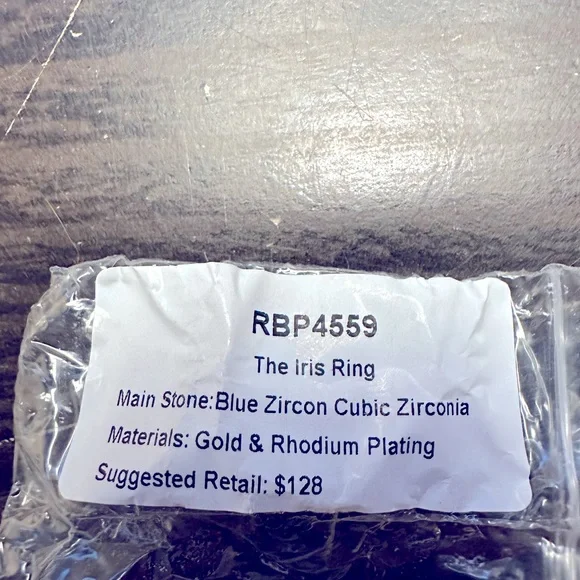 RBP4559
The Iris Ring
Main Stone:Blue Zircon Cubic Zirconia
Materials: Gold & Rhodium Plating
Suggested Retail: $128